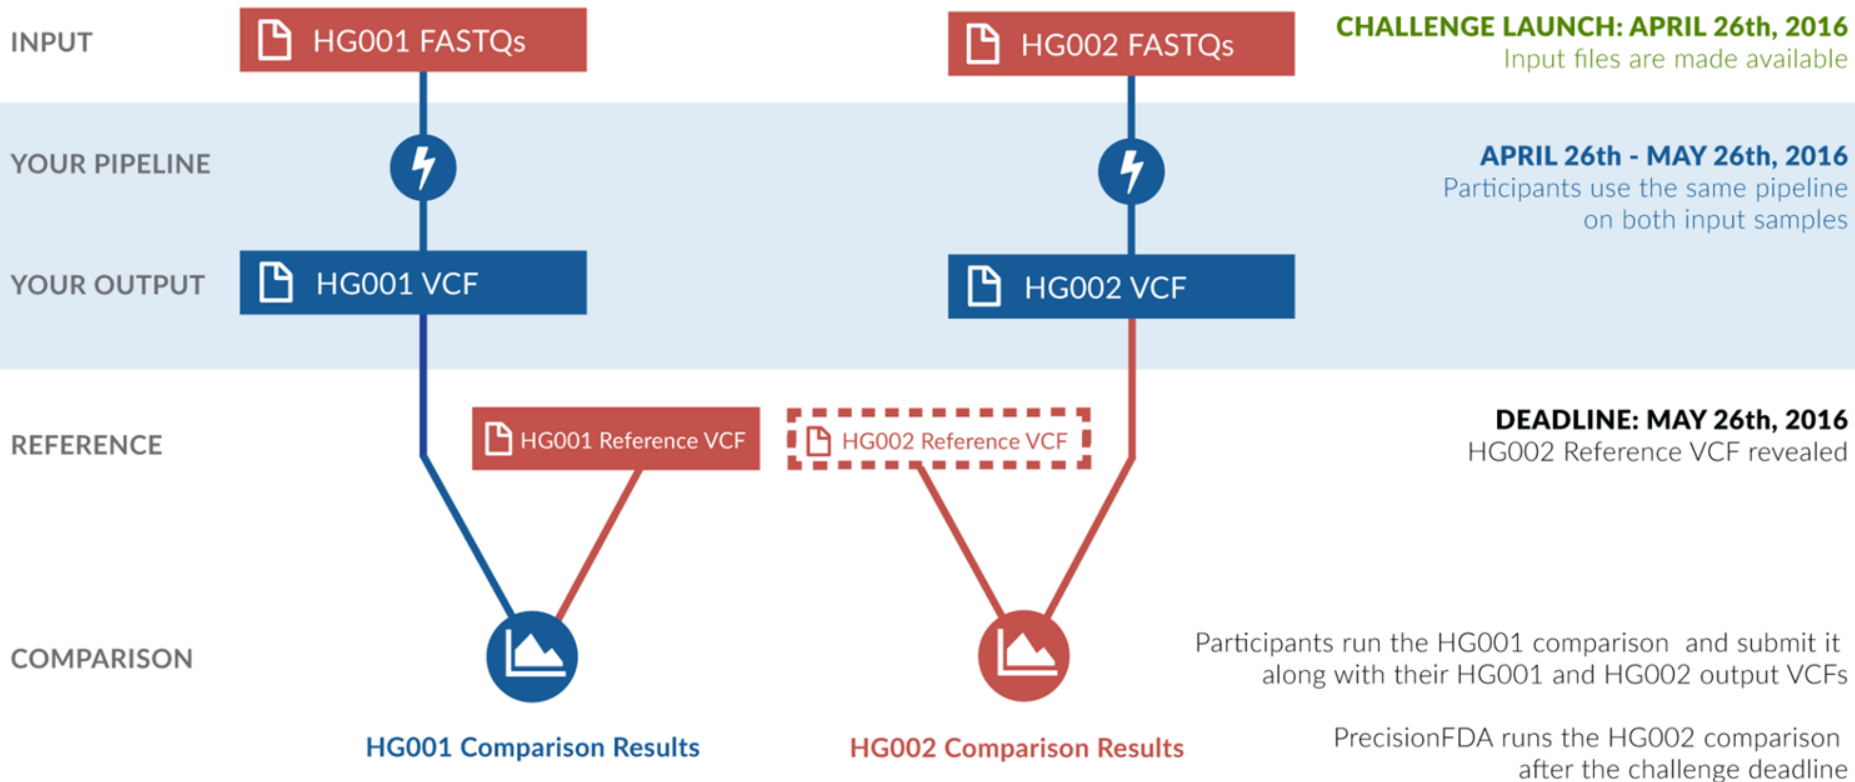 INPUT
HG001 FASTQs
HG002 FASTQs
CHALLENGE LAUNCH: APRIL 26th, 2016
Input files are made available
YOUR PIPELINE
APRIL 26th - MAY 26th, 2016
Participants use the same pipeline
on both input samples
YOUR OUTPUT
HG001 VCF
HG002 VCF
REFERENCE
HG001 Reference VCF
HG002 Reference VCF
DEADLINE: MAY 26th, 2016
HG002 Reference VCF revealed
COMPARISON
Participants run the HG001 comparison and submit it
along with their HG001 and HG002 output VCFs
HG001 Comparison Results
HG002 Comparison Results
PrecisionFDA runs the HG002 comparison
after the challenge deadline